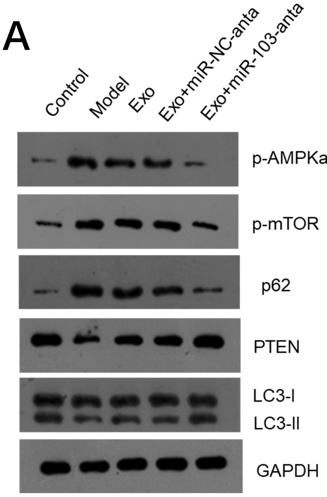 A
Control
Model
Exo
Exo+miR-NC-anta
Exo+miR-103-anta
p-AMPKa
p-mTOR
p62
PTEN
LC3-I
LC3-II
GAPDH